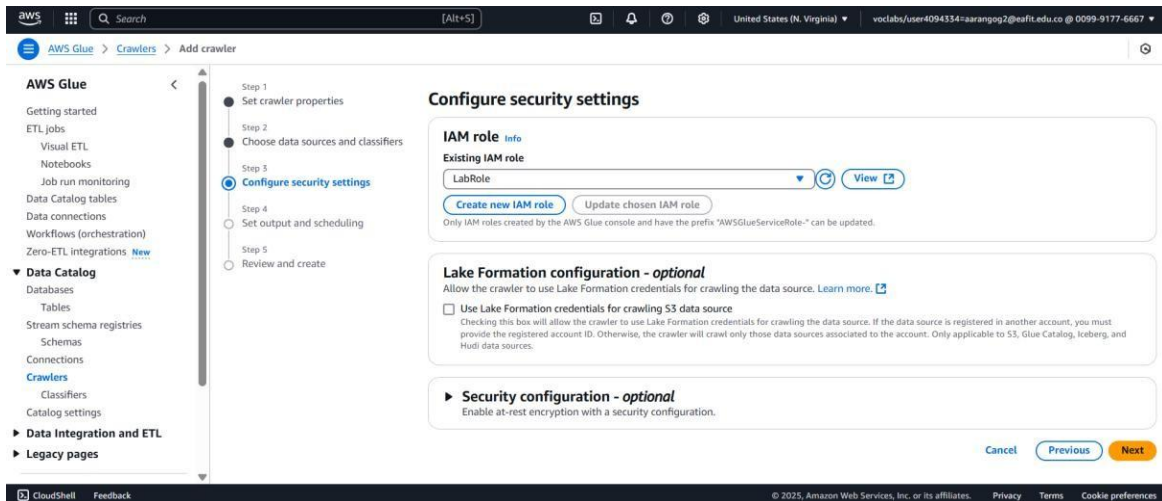 aws
Search
[Alt+S]
United States (N. Virginia) ▼
voclabs/user4094334=aarangog2@eafit.edu.co @ 0099-9177-6667 ▼
AWS Glue > Crawlers > Add crawler
AWS Glue
Getting started
ETL jobs
Visual ETL
Notebooks
Job run monitoring
Data Catalog tables
Data connections
Workflows (orchestration)
Zero-ETL integrations New
Data Catalog
Databases
Tables
Stream schema registries
Schemas
Connections
Crawlers
Classifiers
Catalog settings
Data Integration and ETL
Legacy pages
Step 1
Set crawler properties
Step 2
Choose data sources and classifiers
Step 3
Configure security settings
Step 4
Set output and scheduling
Step 5
Review and create
Configure security settings
IAM role Info
Existing IAM role
LabRole
View
Create new IAM role
Update chosen IAM role
Only IAM roles created by the AWS Glue console and have the prefix "AWSGlueServiceRole-" can be updated.
Lake Formation configuration - optional
Allow the crawler to use Lake Formation credentials for crawling the data source. Learn more.
Use Lake Formation credentials for crawling S3 data source
Checking this box will allow the crawler to use Lake Formation credentials for crawling the data source. If the data source is registered in another account, you must
provide the registered account ID. Otherwise, the crawler will crawl only those data sources associated to the account. Only applicable to S3, Glue Catalog, Iceberg, and
Hudi data sources.
Security configuration - optional
Enable at-rest encryption with a security configuration.
Cancel
Previous
Next
CloudShell
Feedback
© 2025, Amazon Web Services, Inc. or its affiliates.
Privacy
Terms
Cookie preferences